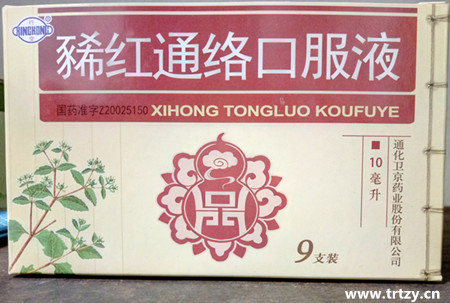 XINGHONG
豨红通络口服液
国药准字Z20025150 XIHONG TONGLUO KOUFUYE
■10毫升
通化卫京药业股份有限公司
9支装
www.trtzy.cn